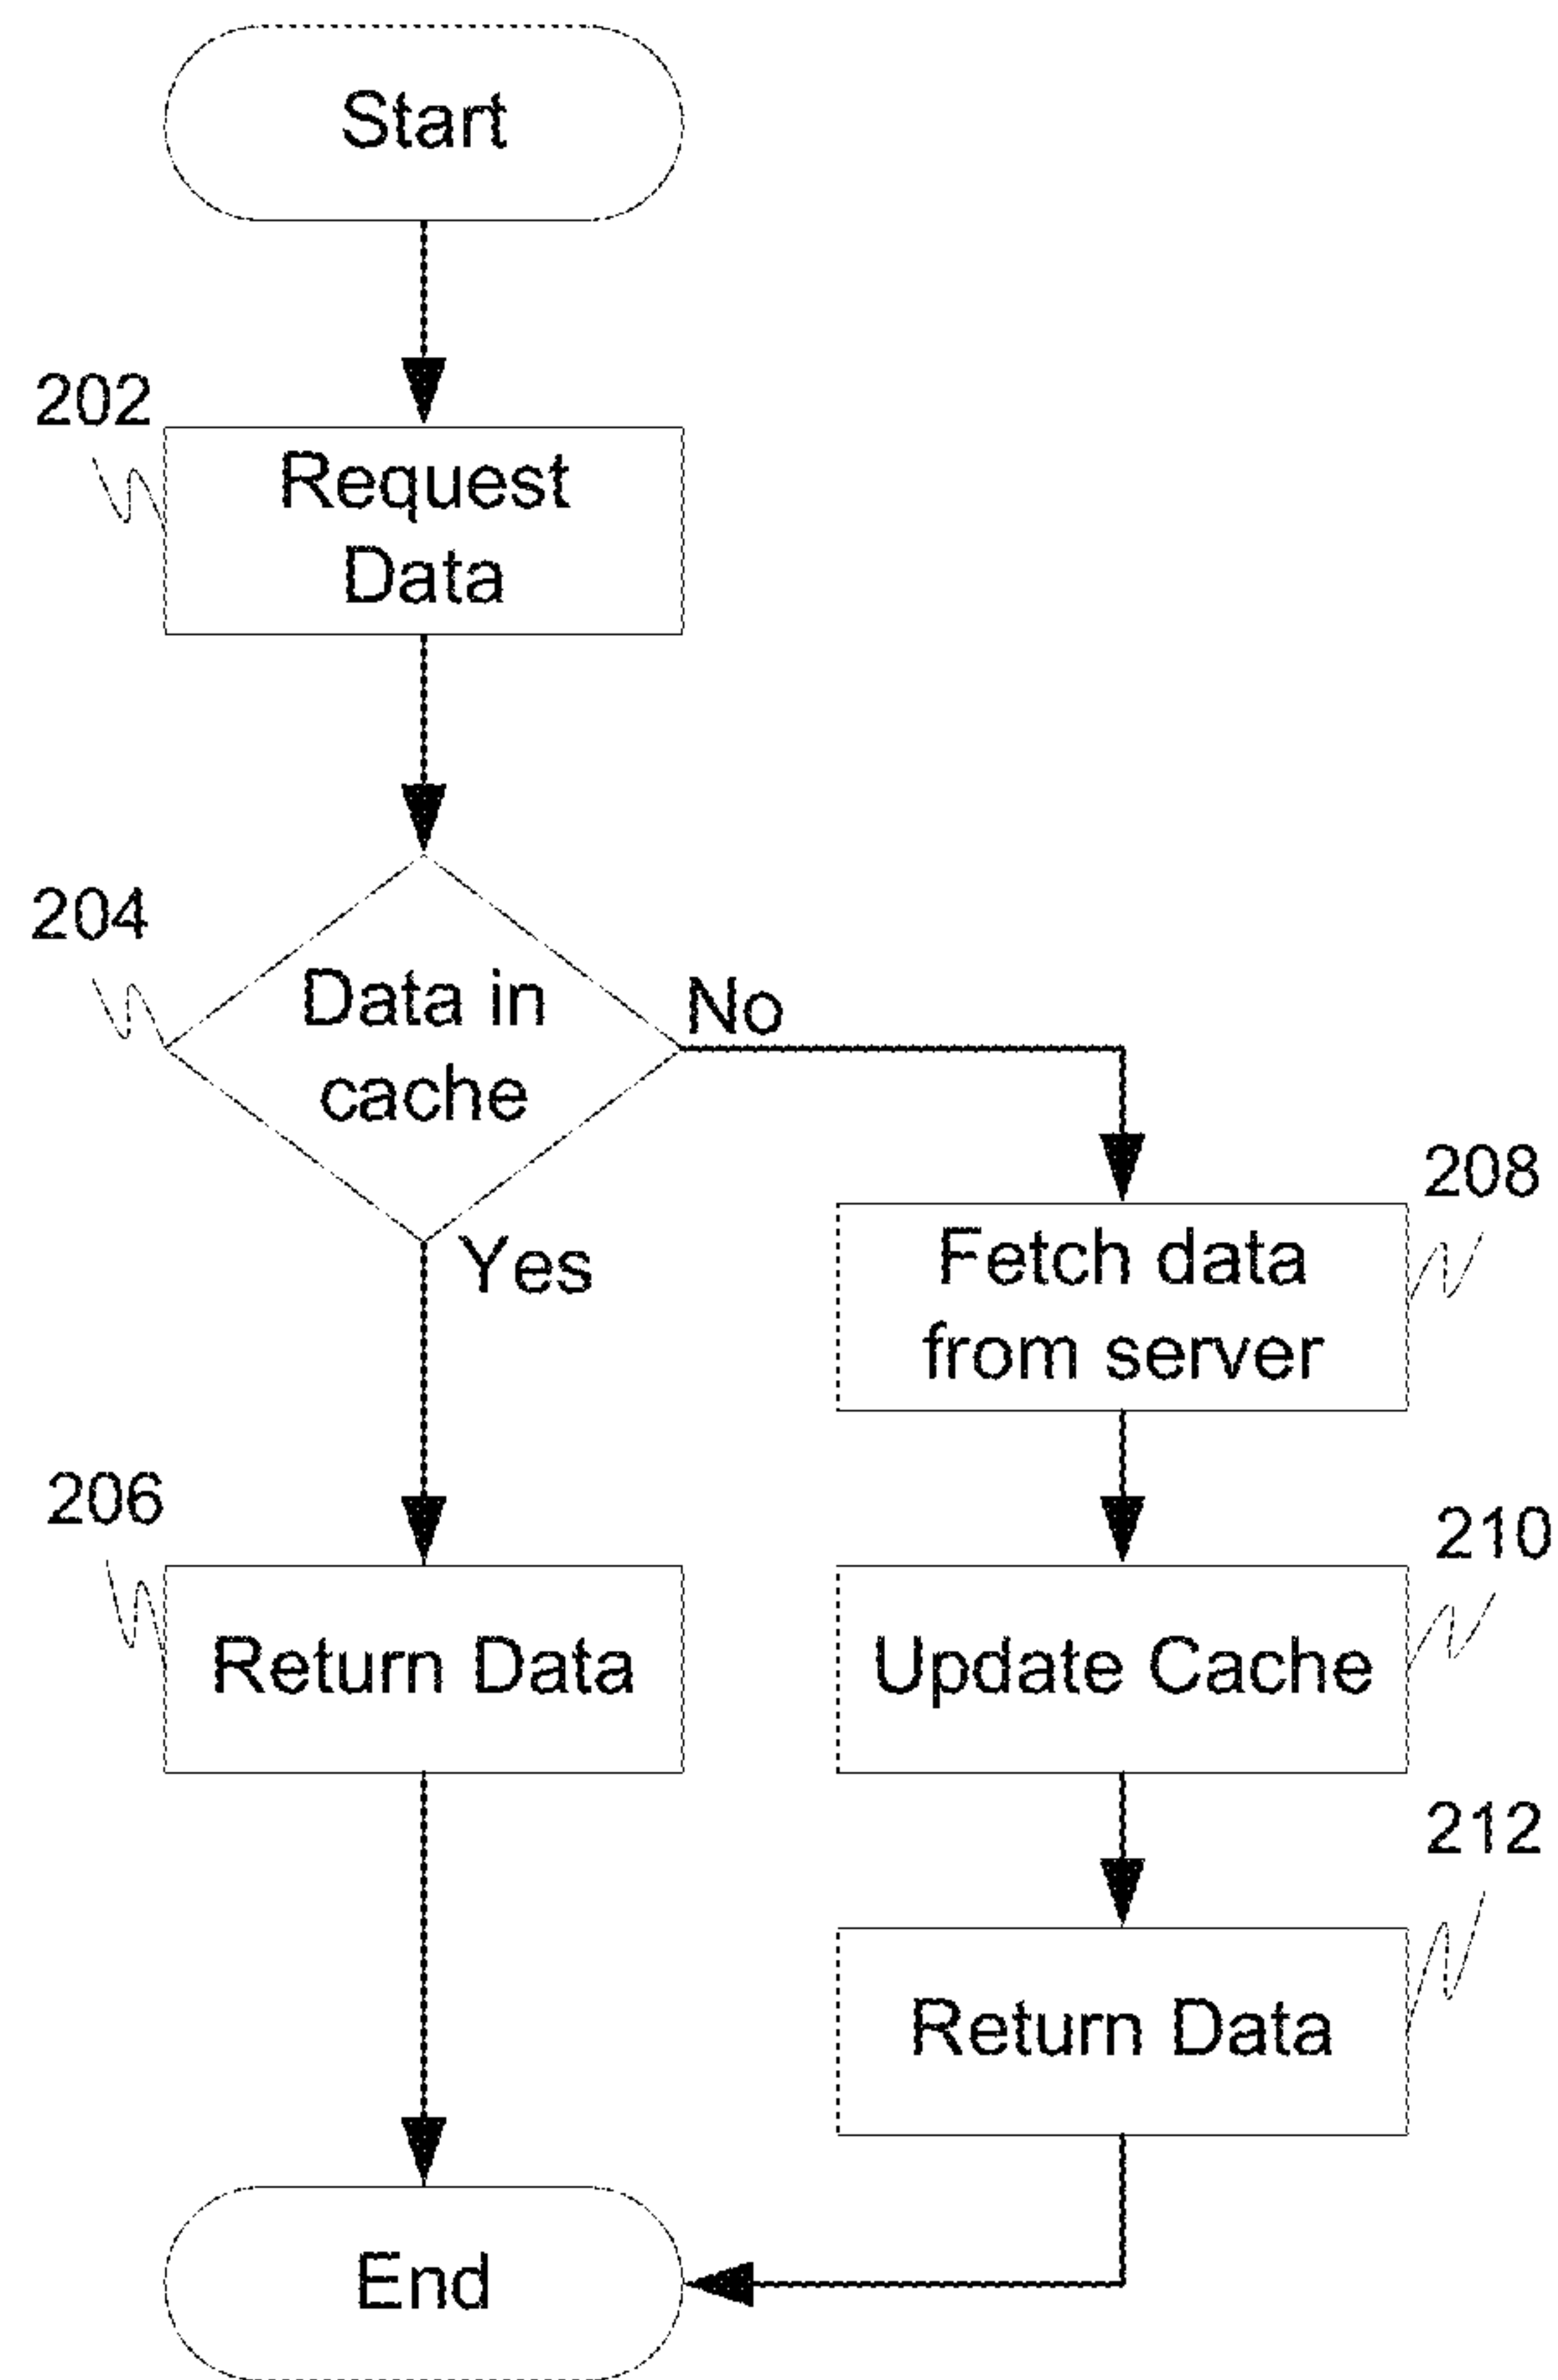 Start
202
Request
Data
204
Data in
cache
No
Yes
208
Fetch data
from server
206
Return Data
210
Update Cache
212
Return Data
End